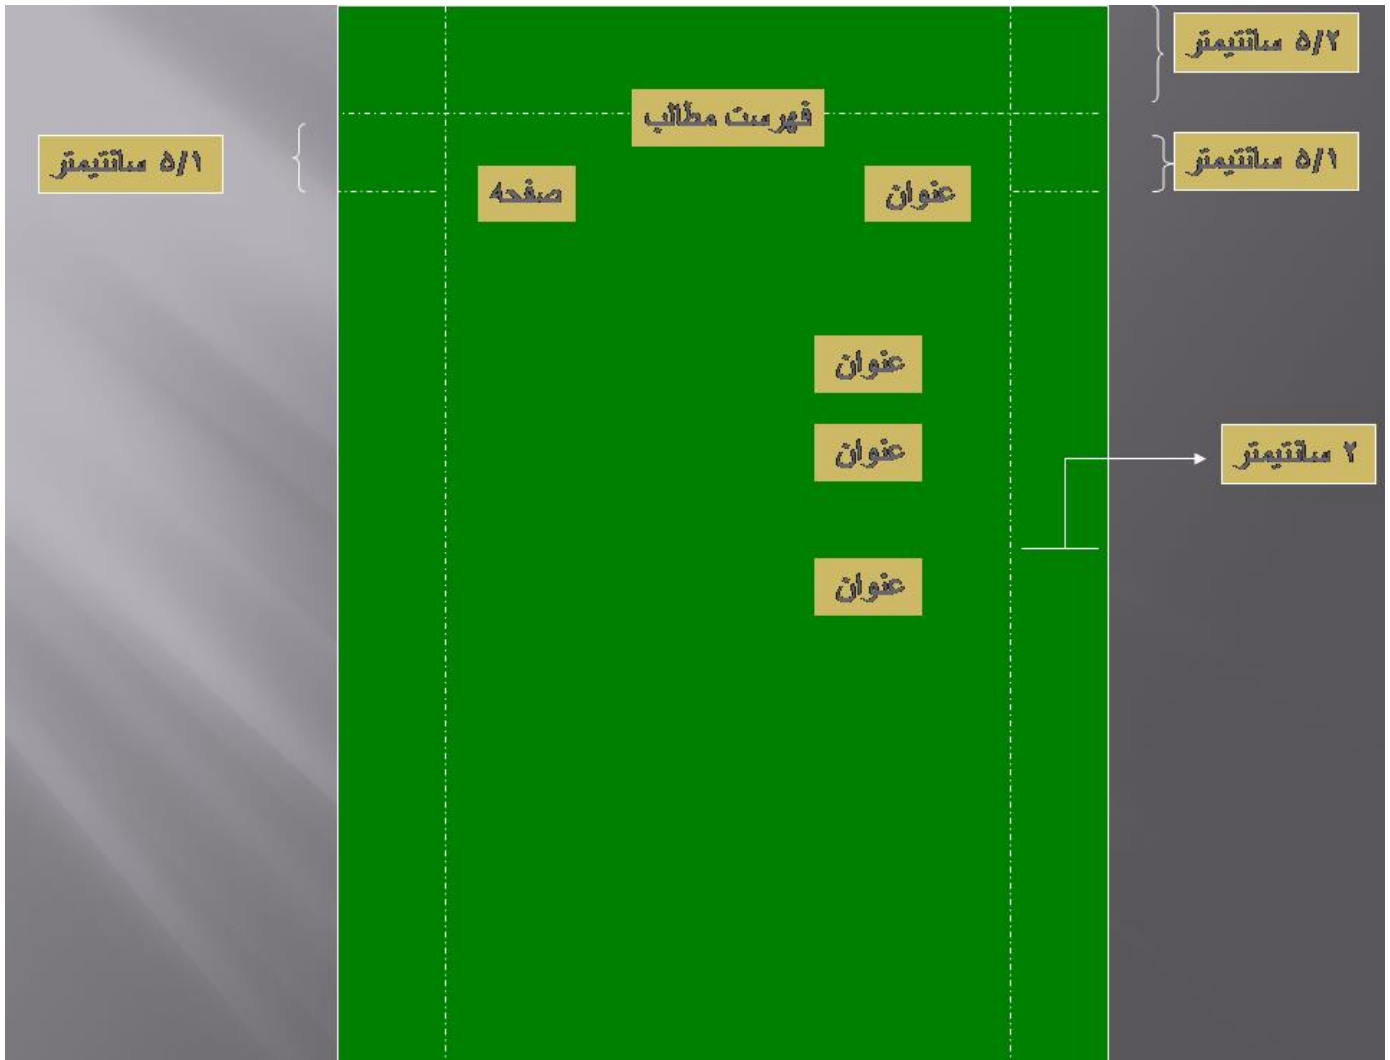 ۵/۲ سانتیمتر
فهرست مطالب
۵/۱ سانتیمتر
۵/۱ سانتیمتر
عنوان
صفحه
عنوان
عنوان
۲ سانتیمتر
عنوان